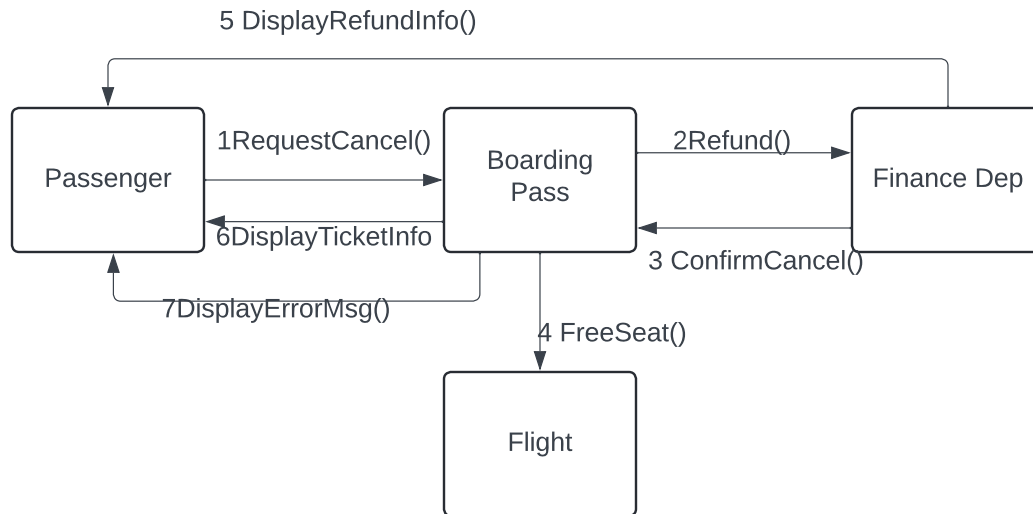 5 DisplayRefundInfo()
Passenger
1RequestCancel()
Boarding
Pass
2Refund()
Finance Dep
6DisplayTicketInfo
3 ConfirmCancel()
7DisplayErrorMsg()
4 FreeSeat()
Flight